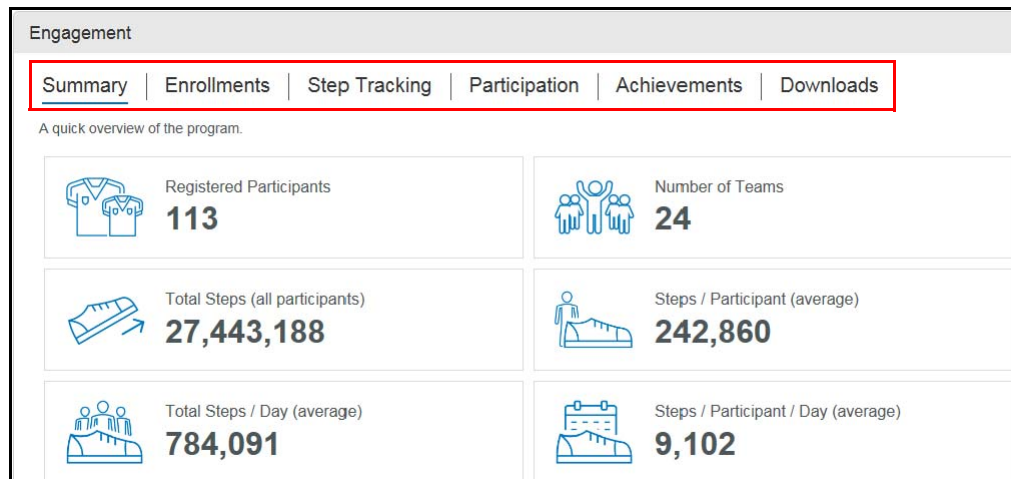 Engagement
Summary | Enrollments | Step Tracking | Participation | Achievements | Downloads
A quick overview of the program.
Registered Participants
113
Number of Teams
24
Total Steps (all participants)
27,443,188
Steps / Participant (average)
242,860
Total Steps / Day (average)
784,091
Steps / Participant / Day (average)
9,102